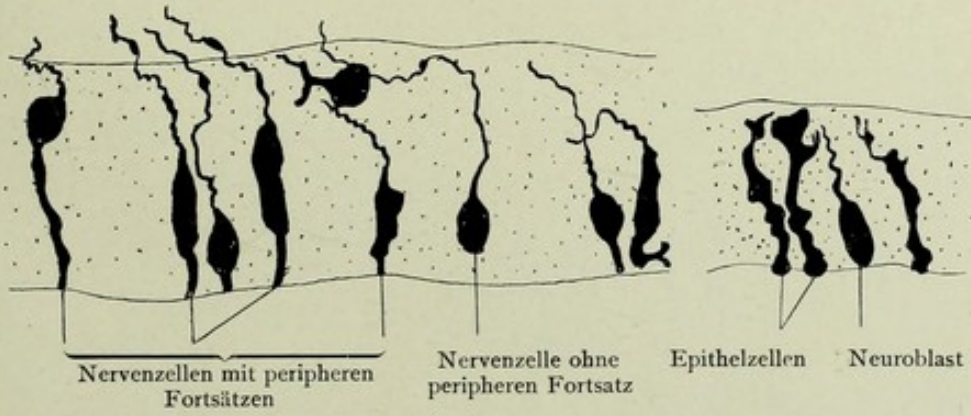 Nervenzellen mit peripheren
Fortsätzen
Nervenzelle ohne
peripheren Fortsatz
Epithelzellen
Neuroblast